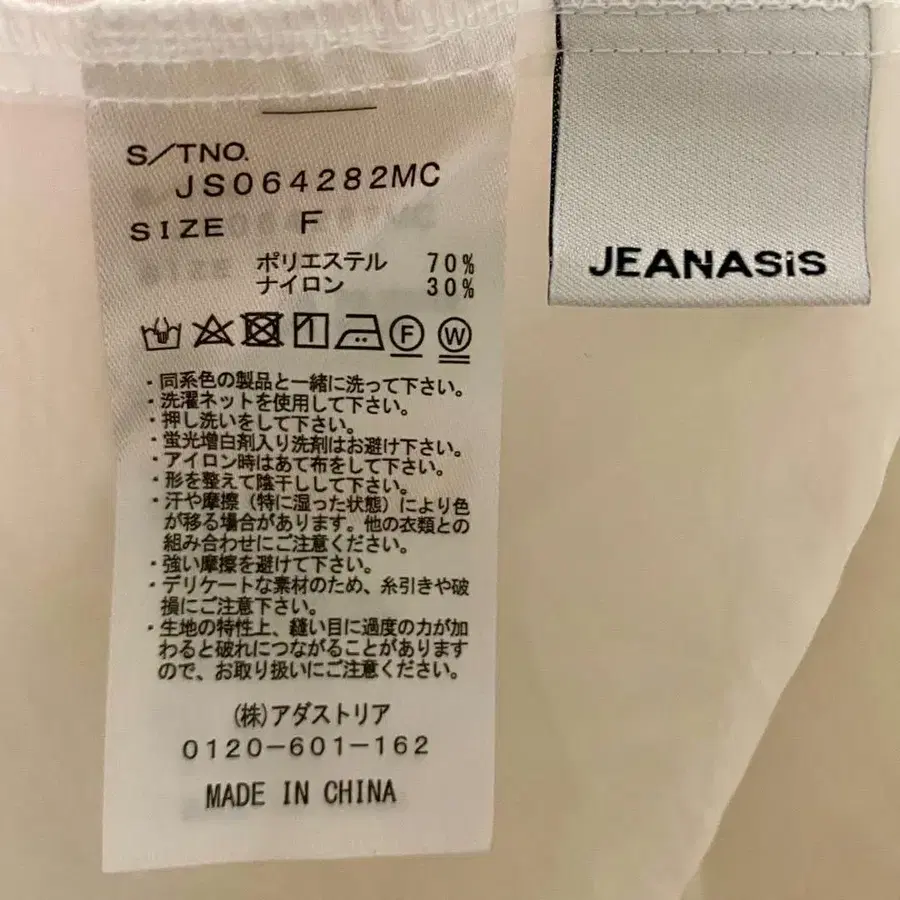 S/TNO.
JS064282MC
SIZE F
ポリエステル 70%
ナイロン 30%
F
W
・同系色の製品と一緒に洗って下さい。
・洗濯ネットを使用して下さい。
・押し洗いをして下さい。
・蛍光増白剤入り洗剤はお避け下さい。
・アイロン時はあて布をして下さい。
・形を整えて陰干しして下さい。
・汗や摩擦(特に湿った状態)により色
が移る場合があります。他の衣類との
組み合わせにご注意ください。
・強い摩擦を避けて下さい。
・デリケートな素材のため、糸引きや破
損にご注意下さい。
・生地の特性上、縫い目に過度の力が加
わると破れにつながることがあります
ので、お取り扱いにご注意ください。
(株)アダストリア
0120-601-162
MADE IN CHINA
JEANASiS